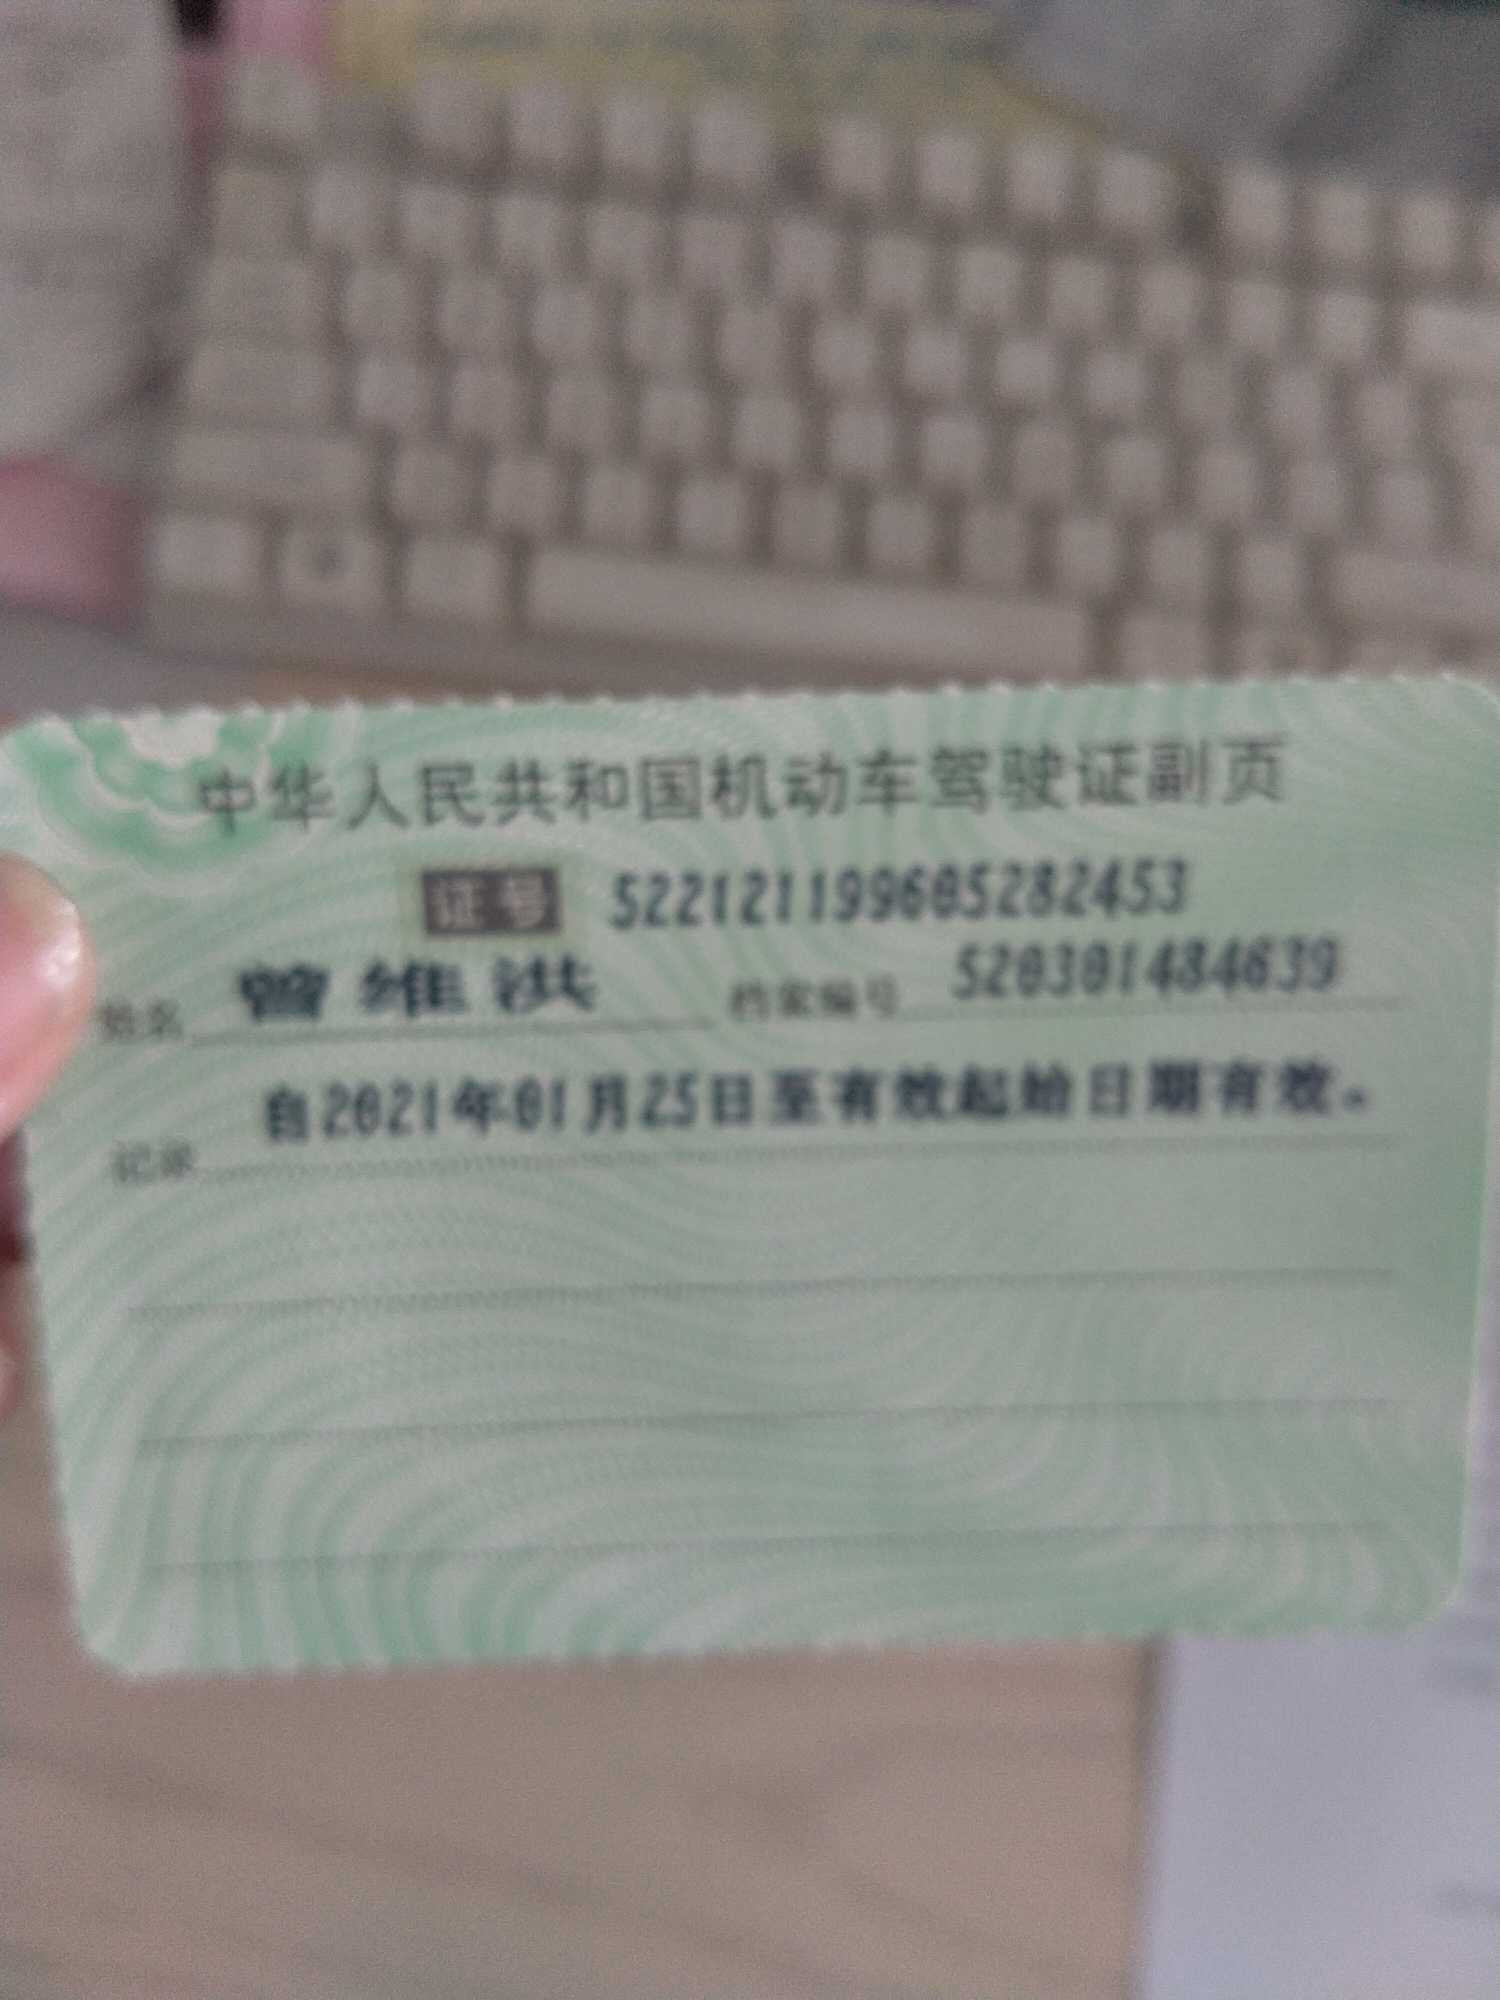 中华人民共和国机动车驾驶证副页
证号 522121199605282453
姓名 曾维洪 档案编号 520301484639
记录 自2021年01月25日至有效起始日期有效。